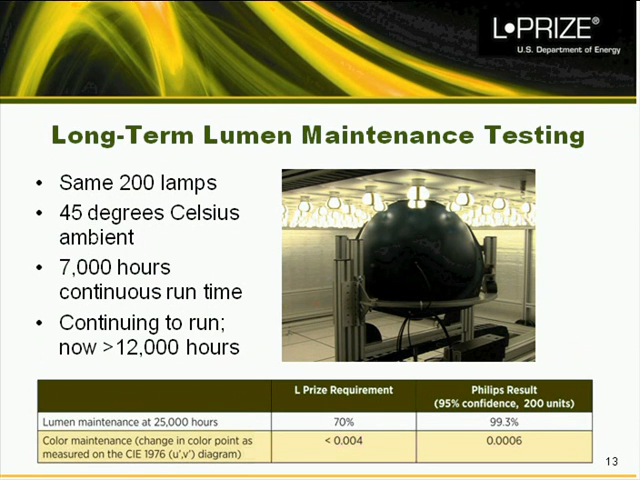 L•PRIZE®
U.S. Department of Energy
Long-Term Lumen Maintenance Testing
• Same 200 lamps
• 45 degrees Celsius
ambient
• 7,000 hours
continuous run time
• Continuing to run;
now >12,000 hours
L Prize Requirement
Philips Result
(95% confidence, 200 units)
Lumen maintenance at 25,000 hours 70% 99.3%
Color maintenance (change in color point as
measured on the CIE 1976 (u',v') diagram) < 0.004 0.0006
13